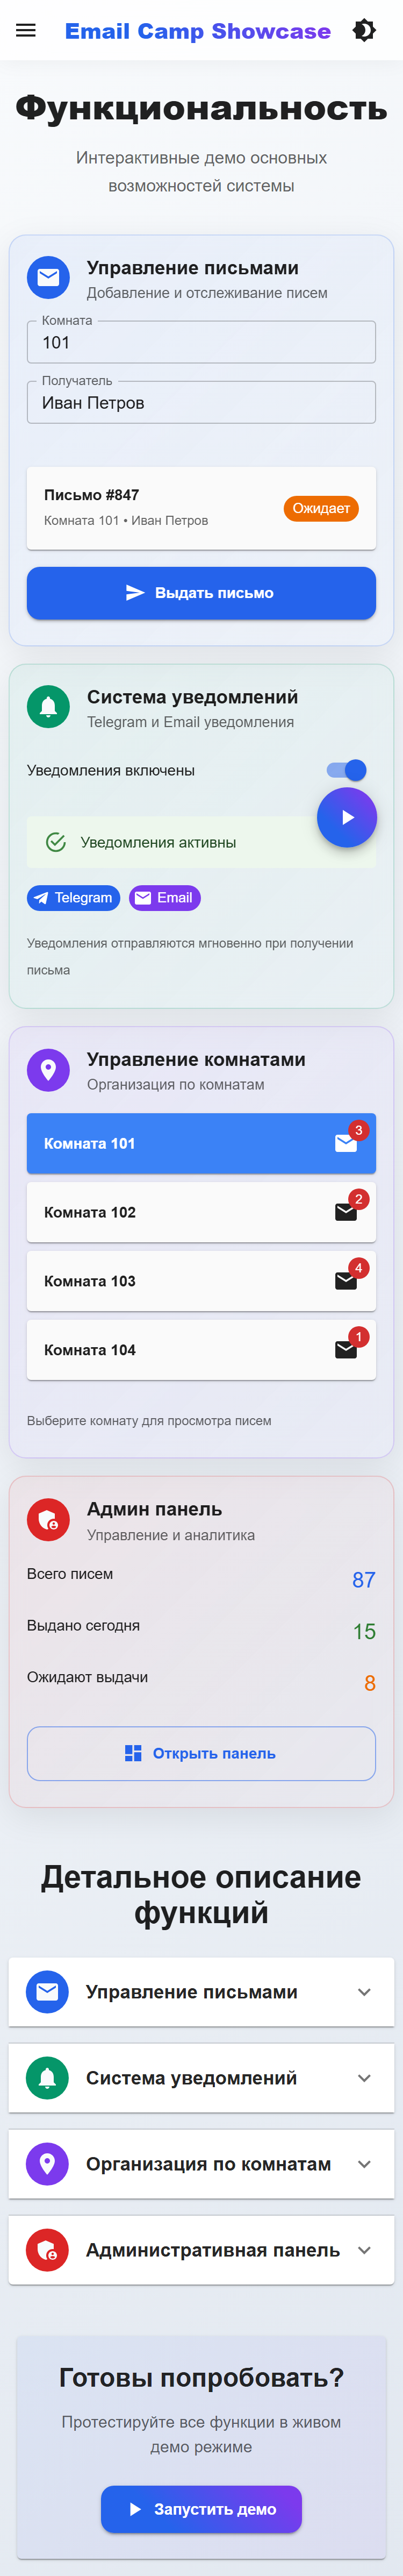 Email Camp Showcase
Функциональность
Интерактивные демо основных
возможностей системы
Управление письмами
Добавление и отслеживание писем
Комната
101
Получатель
Иван Петров
Письмо #847
Комната 101 • Иван Петров
Ожидает
Выдать письмо
Система уведомлений
Telegram и Email уведомления
Уведомления включены
Уведомления активны
Telegram
Email
Уведомления отправляются мгновенно при получении
письма
Управление комнатами
Организация по комнатам
Комната 101
3
Комната 102
2
Комната 103
4
Комната 104
1
Выберите комнату для просмотра писем
Админ панель
Управление и аналитика
Всего писем
87
Выдано сегодня
15
Ожидают выдачи
8
Открыть панель
Детальное описание
функций
Управление письмами
Система уведомлений
Организация по комнатам
Административная панель
Готовы попробовать?
Протестируйте все функции в живом
демо режиме
Запустить демо